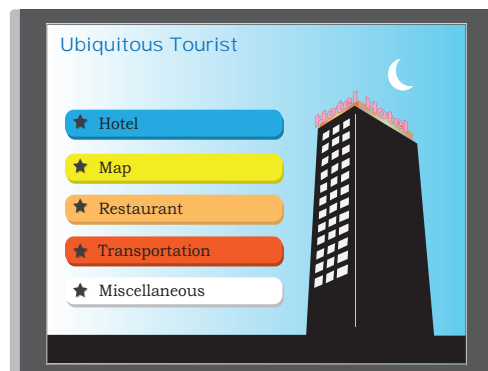 Ubiquitous Tourist
Hotel Hotel
Hotel
Map
Restaurant
Transportation
Miscellaneous